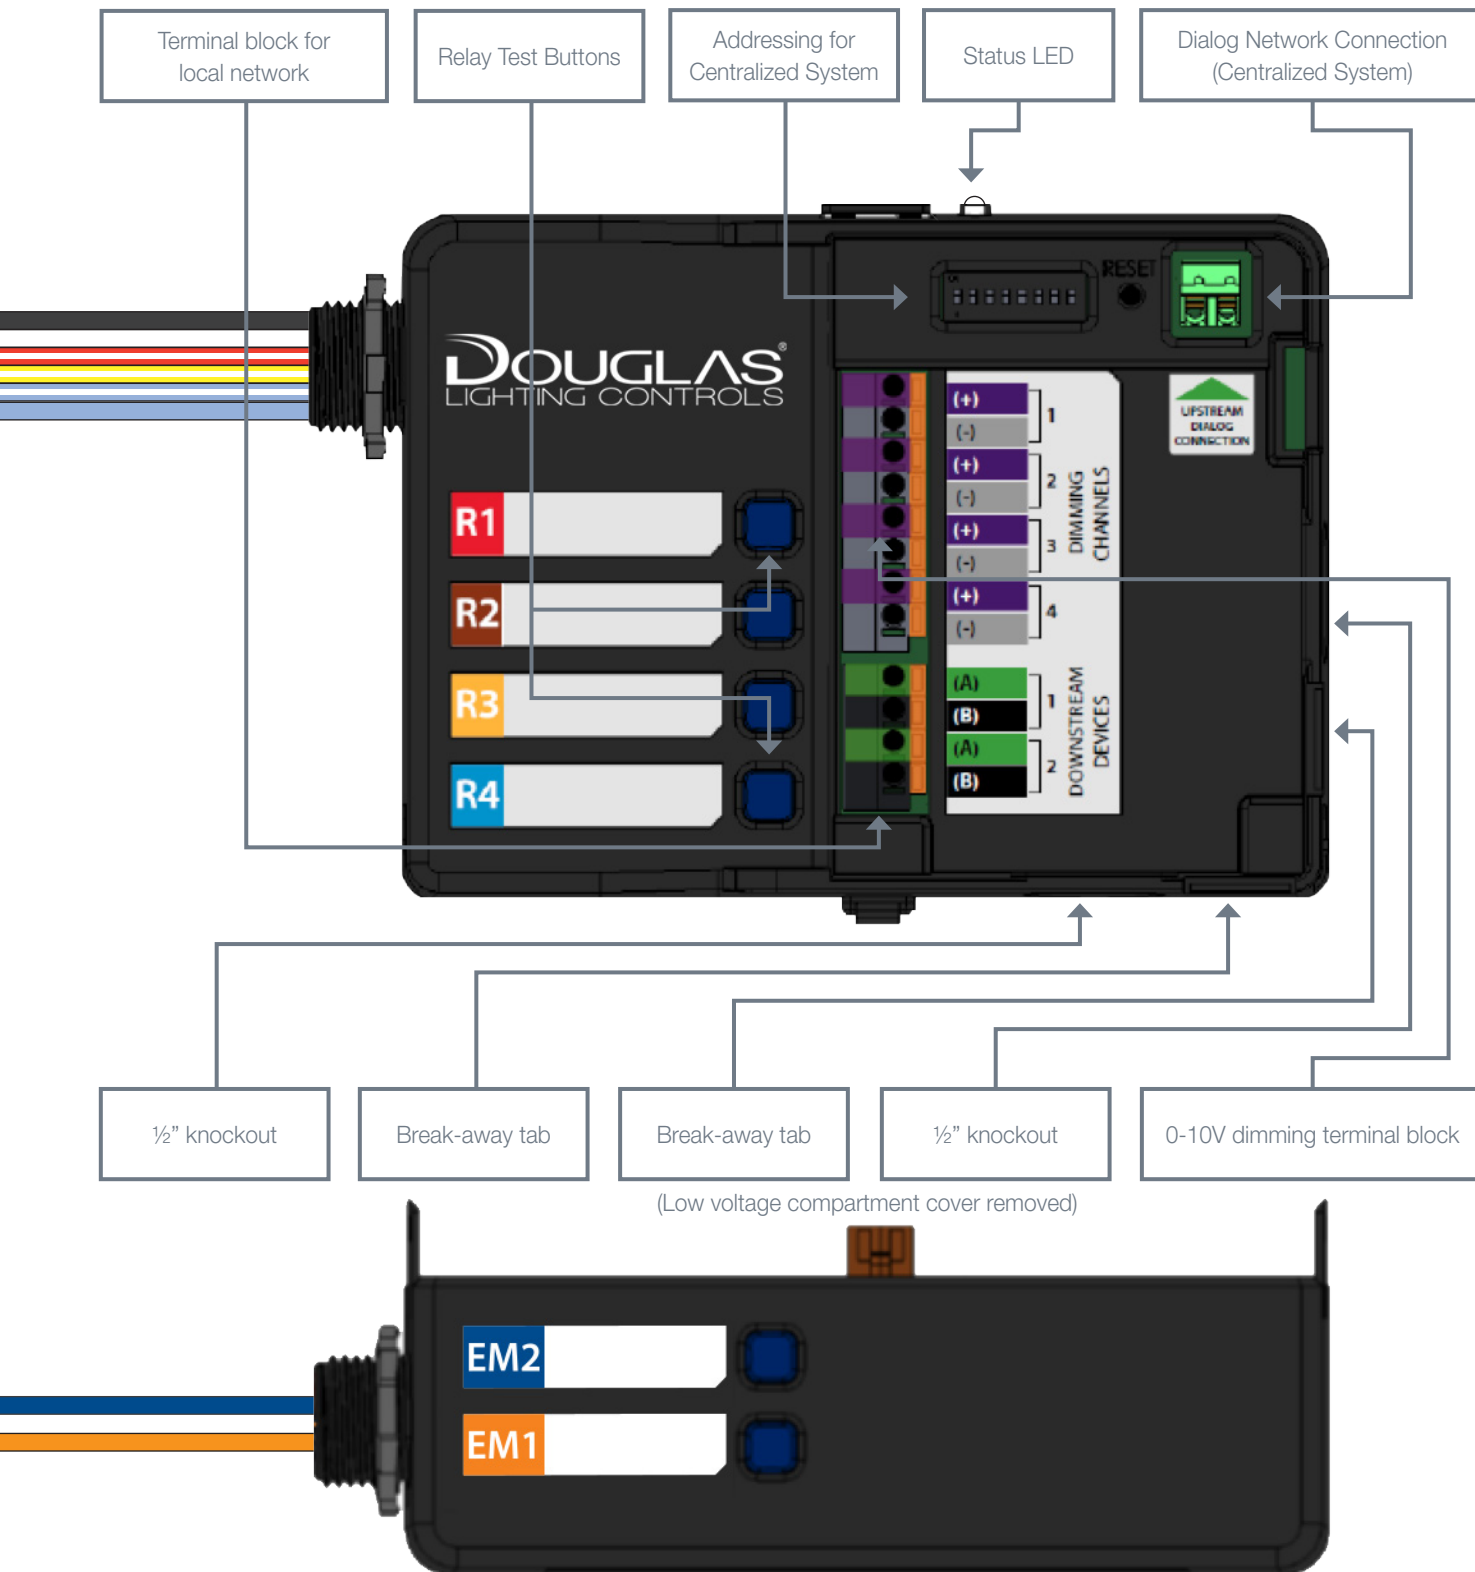 Terminal block for
local network
Relay Test Buttons
Addressing for
Centralized System
Status LED
Dialog Network Connection
(Centralized System)
RESET
DOUGLAS®
LIGHTING CONTROLS
UPSTREAM
DIALOG
CONNECTION
R1
R2
R3
R4
(+)
(-)
1
(+)
(-)
2
(+)
(-)
3
(+)
(-)
4
DIMMING
CHANNELS
(A)
(B)
1
(A)
(B)
2
DOWNSTREAM
DEVICES
½” knockout
Break-away tab
Break-away tab
½” knockout
0-10V dimming terminal block
(Low voltage compartment cover removed)
EM2
EM1